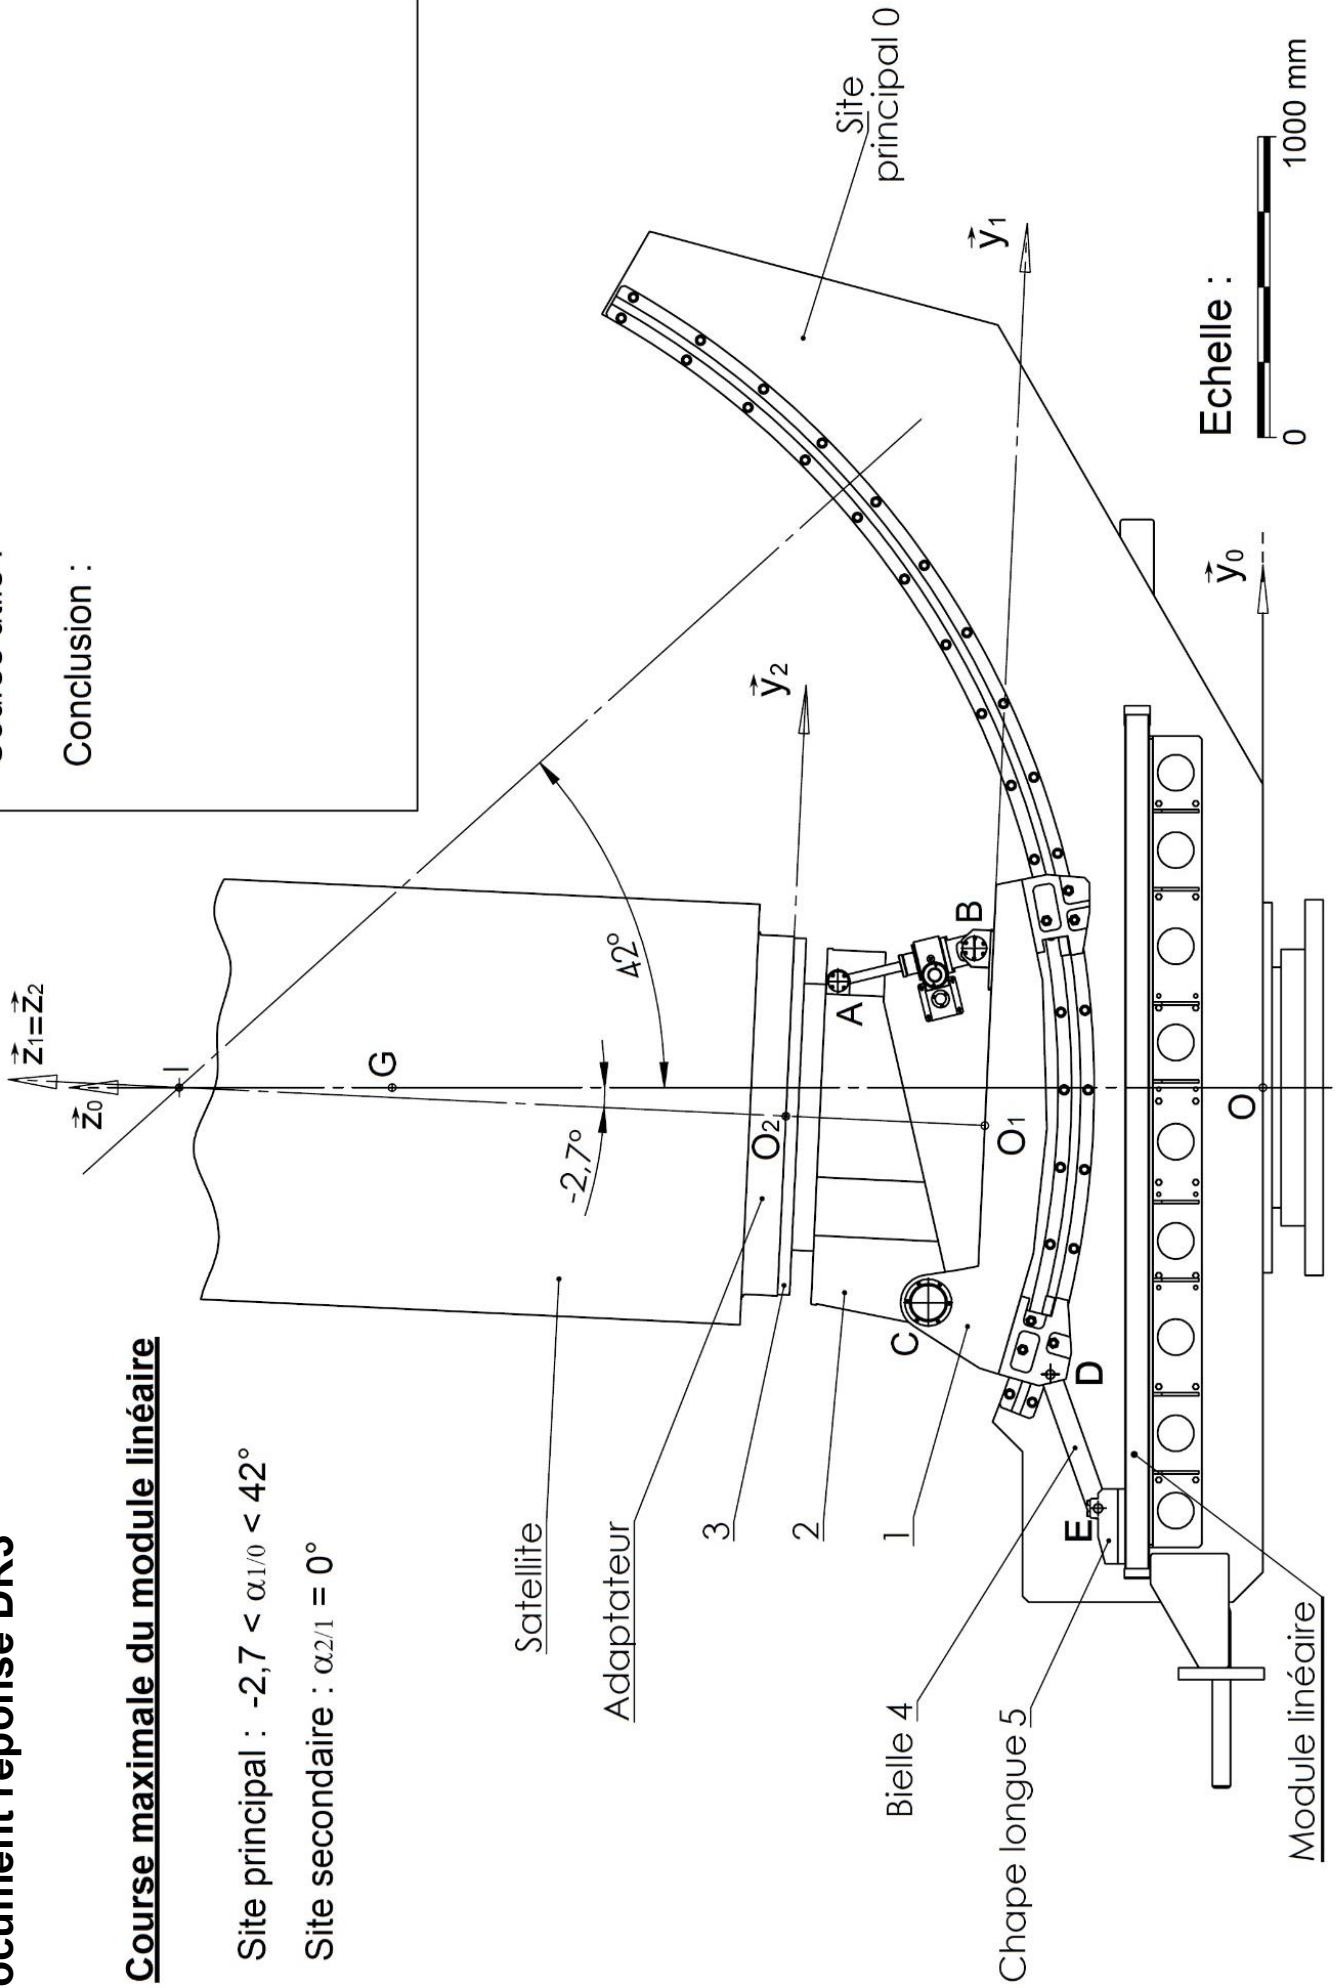 Document réponse DR3
Course maximale du module linéaire
Site principal : -2,7 < α1/0 < 42°
Site secondaire : α2/1 = 0°
Conclusion :
z1=z2
z0
I
G
42°
-2,7°
O2
y2
A
B
C
O1
D
E
y1
O
y0
Satellite
Adaptateur
3
2
1
Bielle 4
Chape longue 5
Module linéaire
Site
principal 0
Echelle :
0
1000 mm